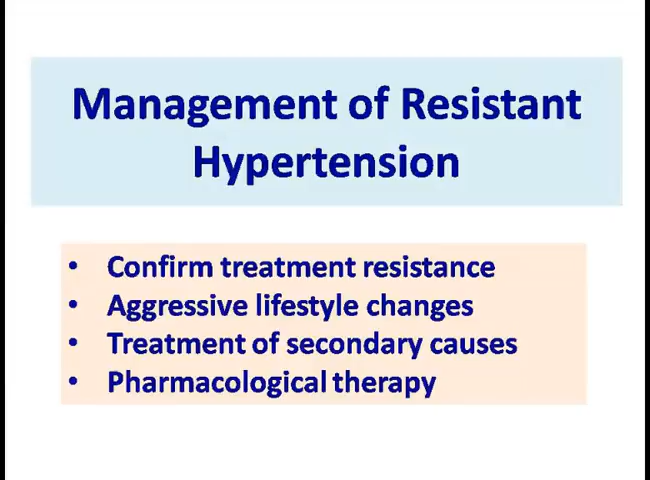 Management of Resistant
Hypertension
• Confirm treatment resistance
• Aggressive lifestyle changes
• Treatment of secondary causes
• Pharmacological therapy